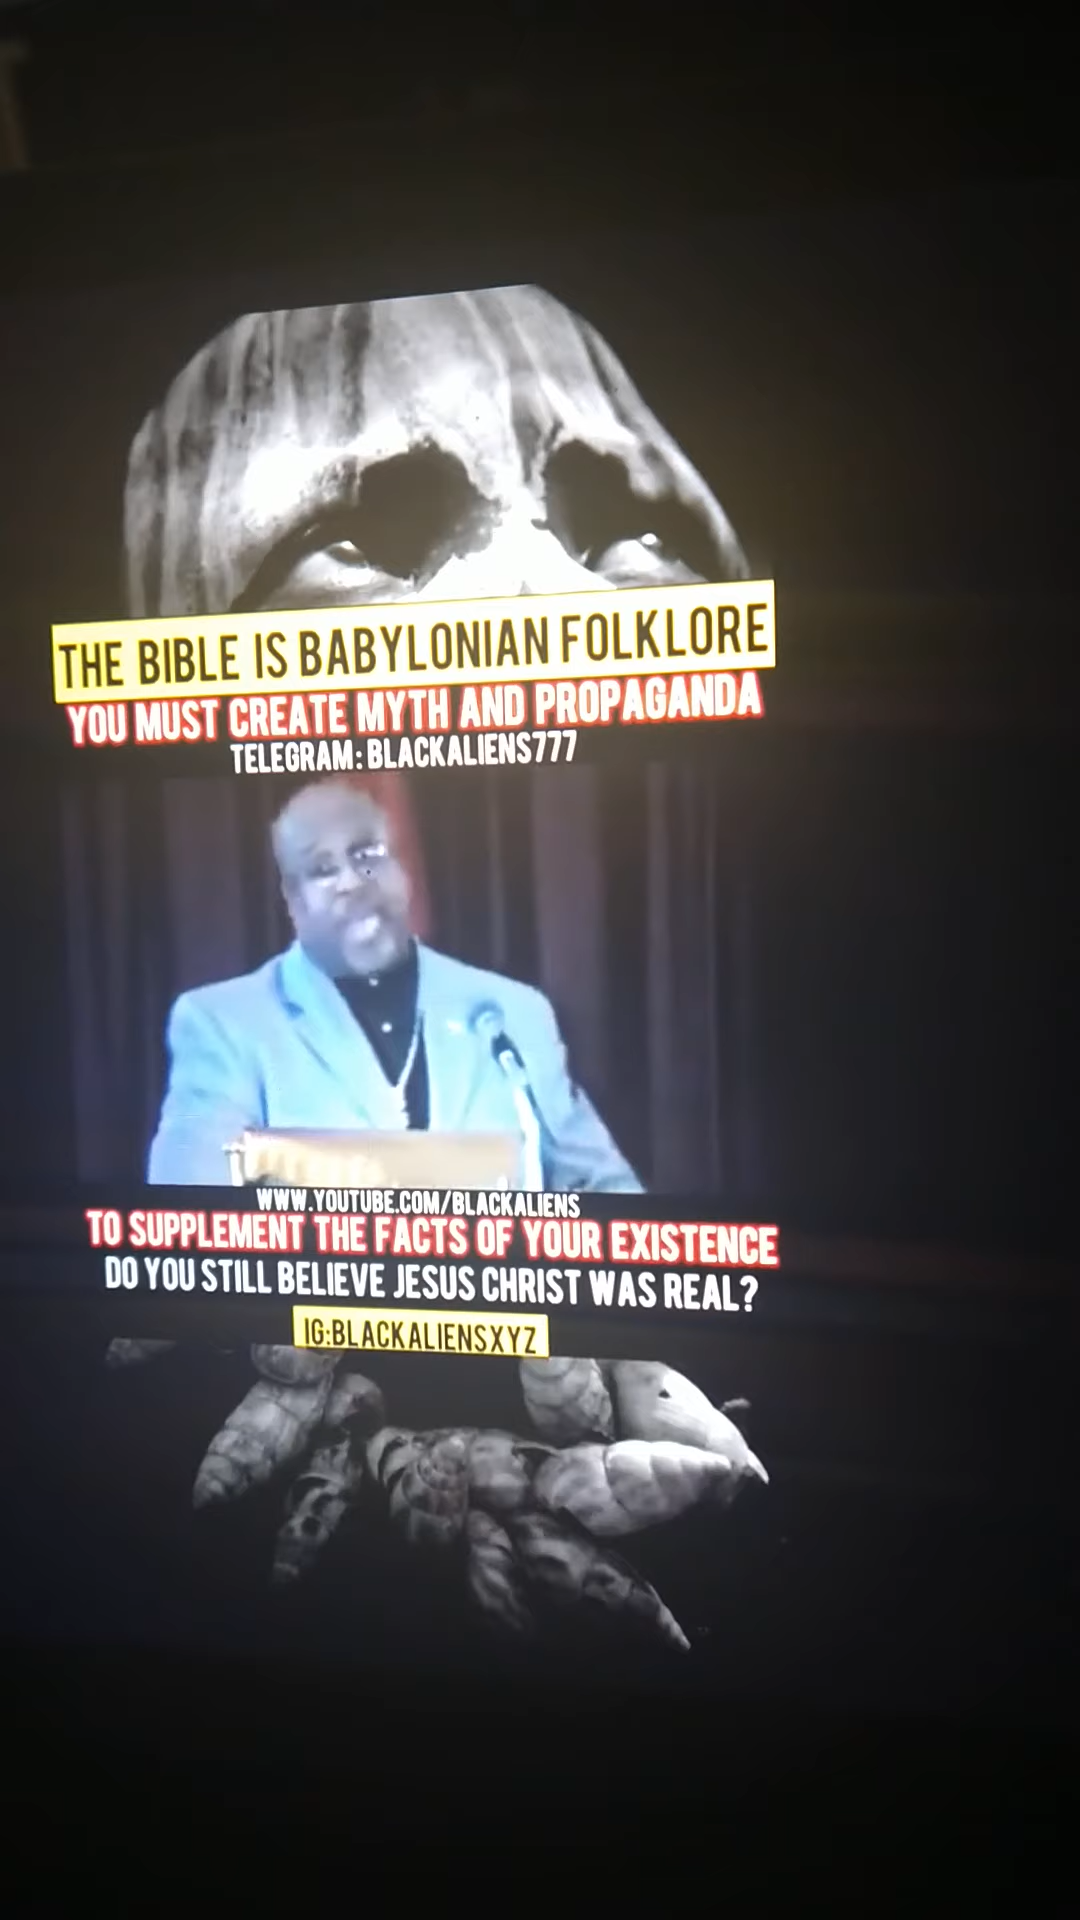 THE BIBLE IS BABYLONIAN FOLKLORE
YOU MUST CREATE MYTH AND PROPAGANDA
TELEGRAM: BLACKALIENS777
WWW.YOUTUBE.COM/BLACKALIENS
TO SUPPLEMENT THE FACTS OF YOUR EXISTENCE
DO YOU STILL BELIEVE JESUS CHRIST WAS REAL?
IG:BLACKALIENSXYZ